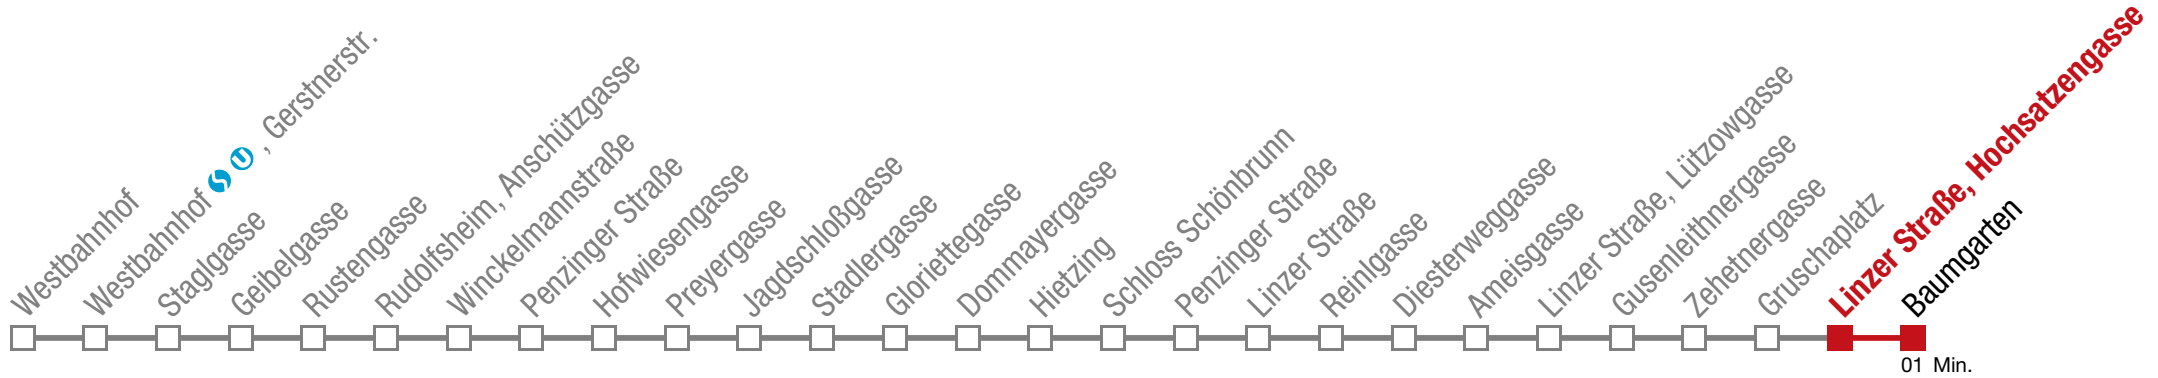 Westbahnhof
Westbahnhof S U , Gerstnerstr.
Staglgasse
Geibelgasse
Rustengasse
Rudolfsheim, Anschützgasse
Winckelmannstraße
Penzinger Straße
Hofwiesengasse
Preyergasse
Jagdschloßgasse
Stadlergasse
Gloriettegasse
Dommayergasse
Hietzing
Schloss Schönbrunn
Penzinger Straße
Linzer Straße
Reinlgasse
Diesterweggasse
Ameisgasse
Linzer Straße, Lützowgasse
Gusenleithnergasse
Zehetnergasse
Gruschaplatz
Linzer Straße, Hochsatzengasse
Baumgarten
01 Min.